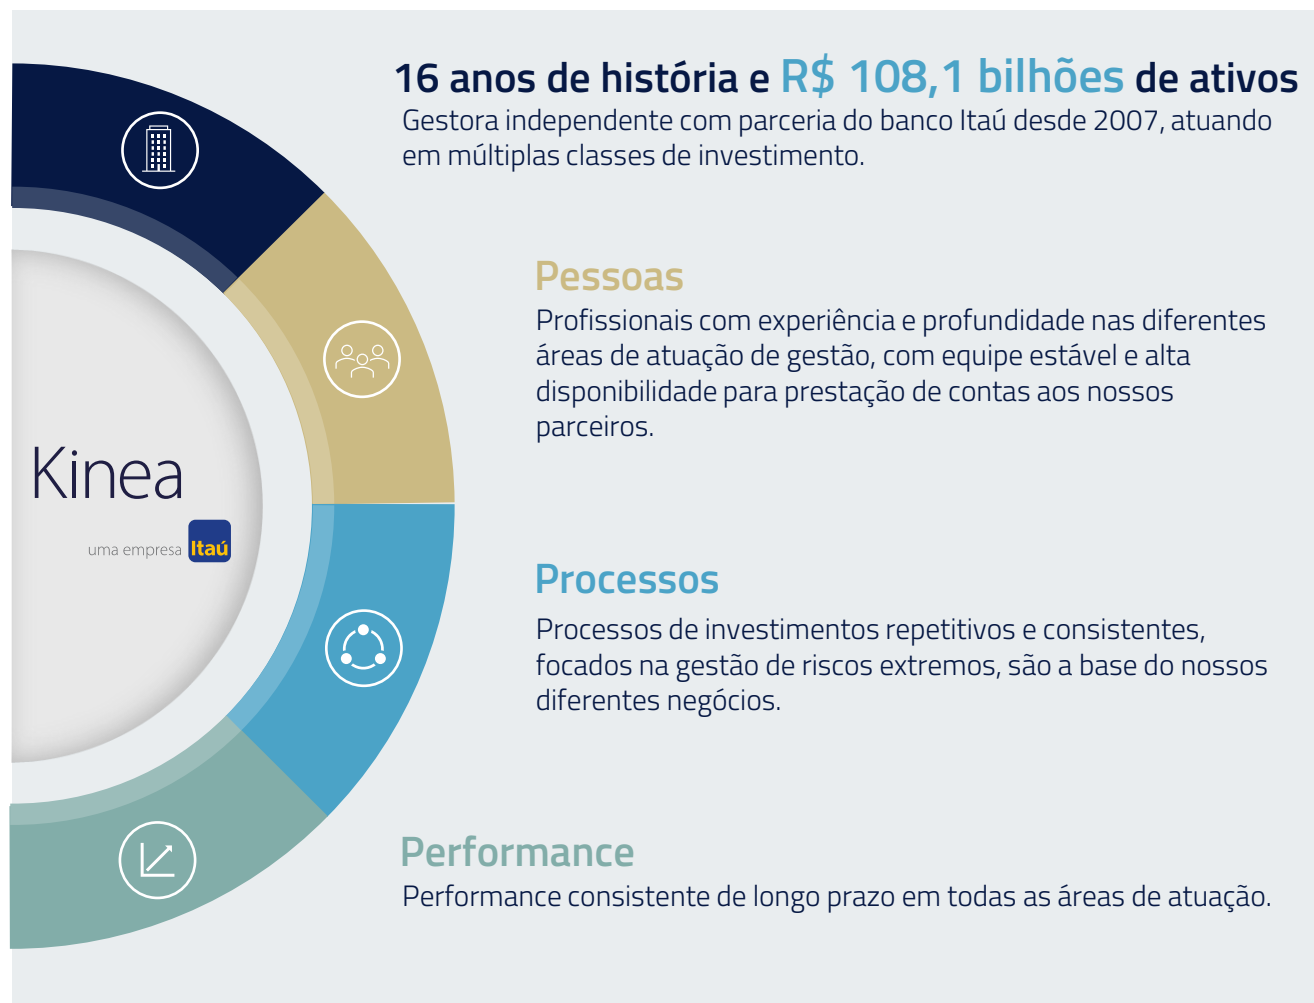 16 anos de história e R$ 108,1 bilhões de ativos
Gestora independente com parceria do banco Itaú desde 2007, atuando
em múltiplas classes de investimento.
Pessoas
Profissionais com experiência e profundidade nas diferentes
áreas de atuação de gestão, com equipe estável e alta
disponibilidade para prestação de contas aos nossos
parceiros.
Kinea
uma empresa Itaú
Processos
Processos de investimentos repetitivos e consistentes,
focados na gestão de riscos extremos, são a base do nossos
diferentes negócios.
Performance
Performance consistente de longo prazo em todas as áreas de atuação.